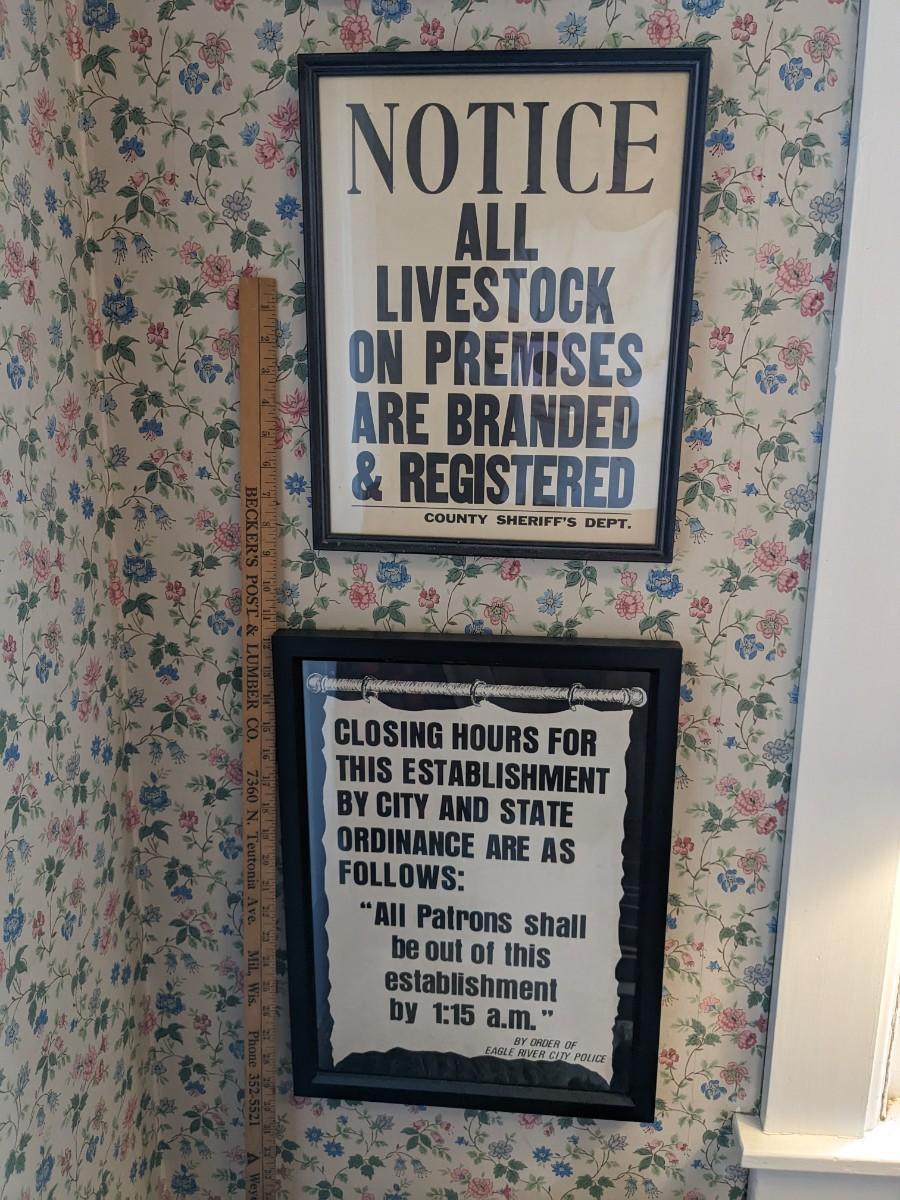 NOTICE
ALL
LIVESTOCK
ON PREMISES
ARE BRANDED
& REGISTERED
COUNTY SHERIFF'S DEPT.
BECKER'S POST & LUMBER CO. 7360 N. Teutonia Ave. Mil., Wis. Phone 352-5521
CLOSING HOURS FOR
THIS ESTABLISHMENT
BY CITY AND STATE
ORDINANCE ARE AS
FOLLOWS:
“All Patrons shall
be out of this
establishment
by 1:15 a.m.”
BY ORDER OF
EAGLE RIVER CITY POLICE